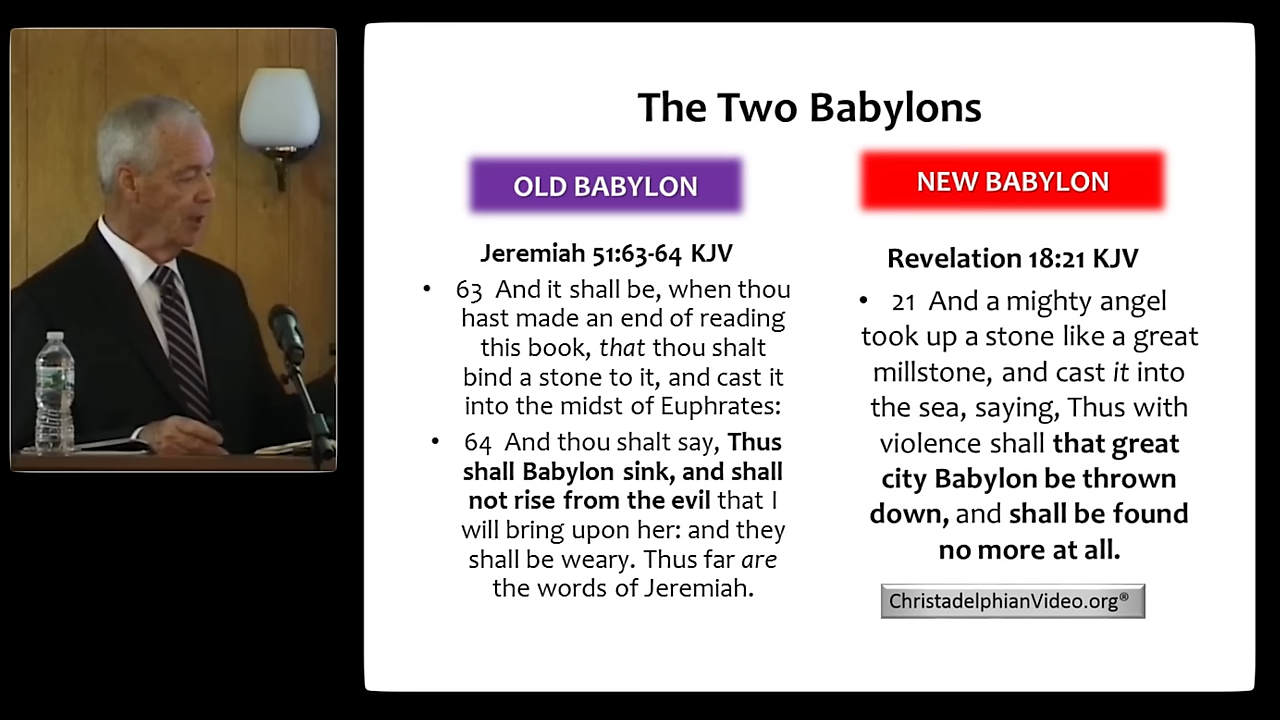 The Two Babylons
OLD BABYLON
Jeremiah 51:63-64 KJV
• 63 And it shall be, when thou
hast made an end of reading
this book, that thou shalt
bind a stone to it, and cast it
into the midst of Euphrates:
• 64 And thou shalt say, Thus
shall Babylon sink, and shall
not rise from the evil that I
will bring upon her: and they
shall be weary. Thus far are
the words of Jeremiah.
NEW BABYLON
Revelation 18:21 KJV
• 21 And a mighty angel
took up a stone like a great
millstone, and cast it into
the sea, saying, Thus with
violence shall that great
city Babylon be thrown
down, and shall be found
no more at all.
ChristadelphianVideo.org®